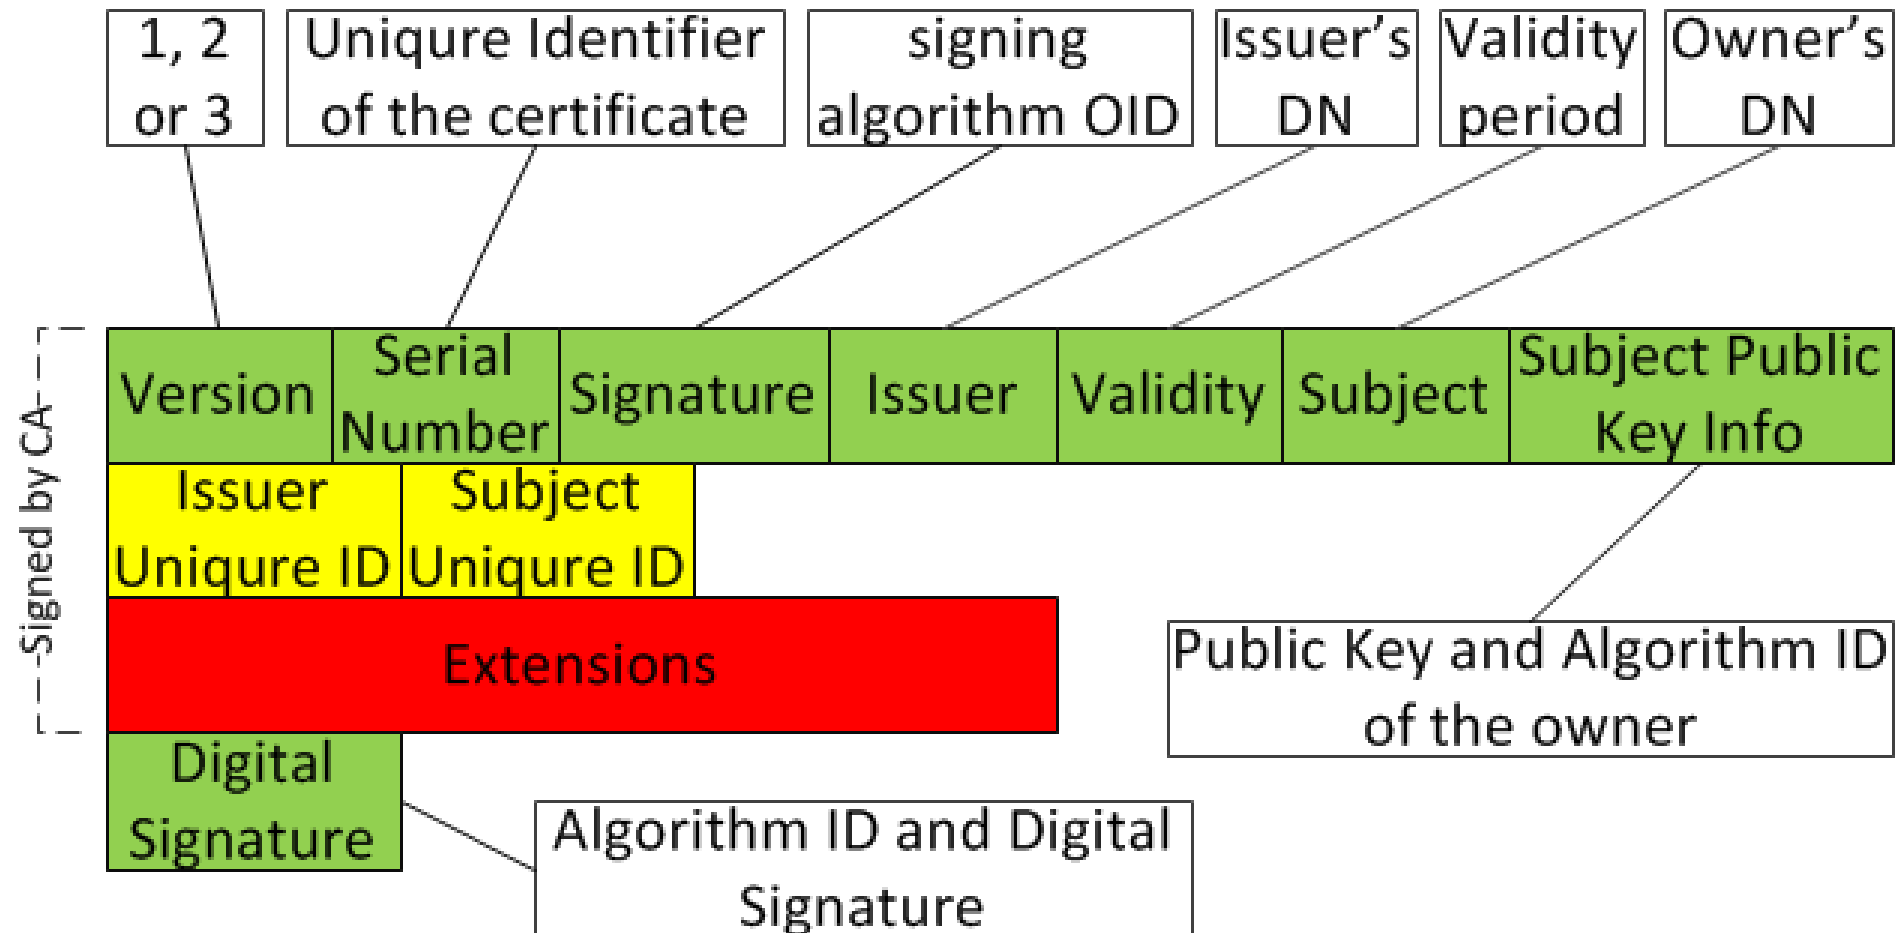 1, 2
or 3
Uniqure Identifier
of the certificate
signing
algorithm OID
Issuer’s
DN
Validity
period
Owner’s
DN
Signed by CA
Version
Serial
Number
Signature
Issuer
Validity
Subject
Subject Public
Key Info
Issuer
Uniqure ID
Subject
Uniqure ID
Extensions
Public Key and Algorithm ID
of the owner
Digital
Signature
Algorithm ID and Digital
Signature